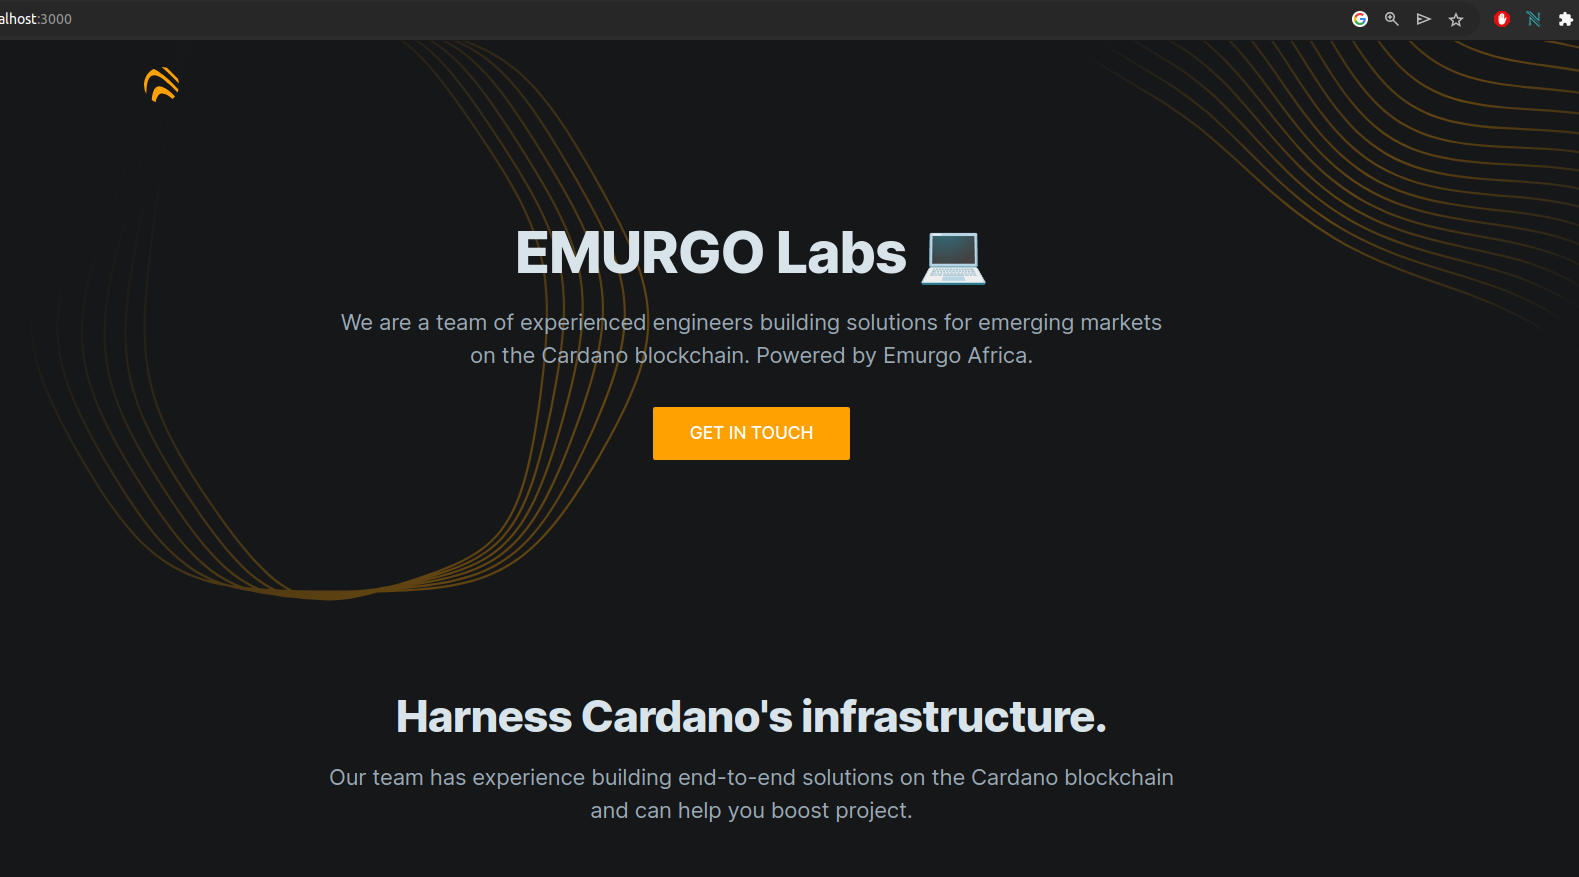 alhost:3000
EMURGO Labs 💻
We are a team of experienced engineers building solutions for emerging markets
on the Cardano blockchain. Powered by Emurgo Africa.
GET IN TOUCH
Harness Cardano's infrastructure.
Our team has experience building end-to-end solutions on the Cardano blockchain
and can help you boost project.